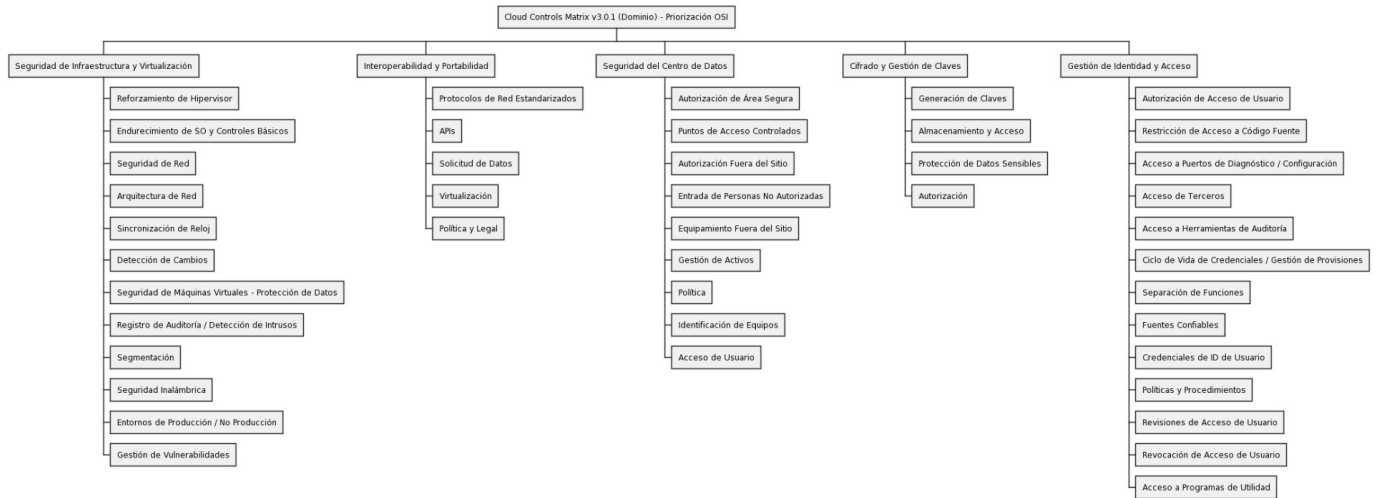 Cloud Controls Matrix v3.0.1 (Dominio) - Priorización OSI
Seguridad de Infraestructura y Virtualización
Reforzamiento de Hipervisor
Endurecimiento de SO y Controles Básicos
Seguridad de Red
Arquitectura de Red
Sincronización de Reloj
Detección de Cambios
Seguridad de Máquinas Virtuales - Protección de Datos
Registro de Auditoría / Detección de Intrusos
Segmentación
Seguridad Inalámbrica
Entornos de Producción / No Producción
Gestión de Vulnerabilidades
Interoperabilidad y Portabilidad
Protocolos de Red Estandarizados
APIs
Solicitud de Datos
Virtualización
Política y Legal
Seguridad del Centro de Datos
Autorización de Área Segura
Puntos de Acceso Controlados
Autorización Fuera del Sitio
Entrada de Personas No Autorizadas
Equipamiento Fuera del Sitio
Gestión de Activos
Política
Identificación de Equipos
Acceso de Usuario
Cifrado y Gestión de Claves
Generación de Claves
Almacenamiento y Acceso
Protección de Datos Sensibles
Autorización
Gestión de Identidad y Acceso
Autorización de Acceso de Usuario
Restricción de Acceso a Código Fuente
Acceso a Puertos de Diagnóstico / Configuración
Acceso de Terceros
Acceso a Herramientas de Auditoría
Ciclo de Vida de Credenciales / Gestión de Provisiones
Separación de Funciones
Fuentes Confiables
Credenciales de ID de Usuario
Políticas y Procedimientos
Revisiones de Acceso de Usuario
Revocación de Acceso de Usuario
Acceso a Programas de Utilidad